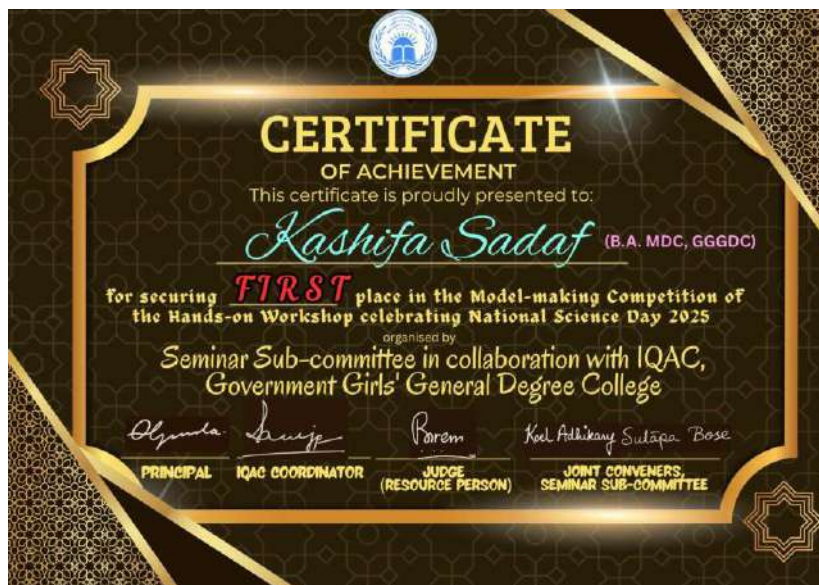 CERTIFICATE
OF ACHIEVEMENT
This certificate is proudly presented to:
Kashifa Sadaf (B.A. MDC, GGGDC)
for securing FIRST place in the Model-making Competition of
the Hands-on Workshop celebrating National Science Day 2025
organised by
Seminar Sub-committee in collaboration with IQAC,
Government Girls' General Degree College
Koel Adhikary Sutapa Bose
PRINCIPAL IQAC COORDINATOR JUDGE JOINT CONVENERS,
(RESOURCE PERSON) SEMINAR SUB-COMMITTEE